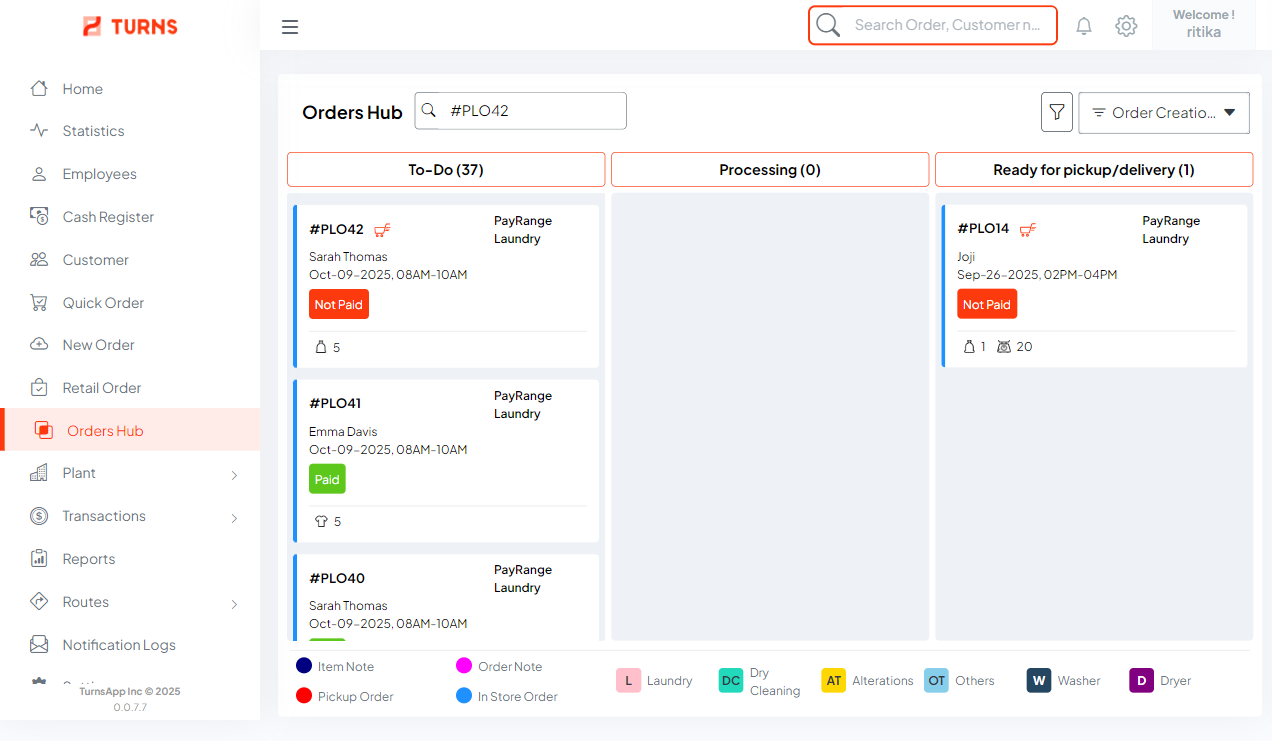 TURNS
Search Order, Customer n...
Welcome !
ritika
Home
Statistics
Employees
Cash Register
Customer
Quick Order
New Order
Retail Order
Orders Hub
Plant
Transactions
Reports
Routes
Notification Logs
TurnsApp Inc © 2025
0.0.7.7
Orders Hub
#PLO42
Order Creatio...
To-Do (37)
Processing (0)
Ready for pickup/delivery (1)
#PLO42
PayRange
Laundry
Sarah Thomas
Oct-09-2025, 08AM-10AM
Not Paid
5
#PLO41
PayRange
Laundry
Emma Davis
Oct-09-2025, 08AM-10AM
Paid
5
#PLO40
PayRange
Laundry
Sarah Thomas
Oct-09-2025, 08AM-10AM
#PLO14
PayRange
Laundry
Joji
Sep-26-2025, 02PM-04PM
Not Paid
1 20
Item Note
Order Note
Pickup Order
In Store Order
L Laundry
DC Dry
Cleaning
AT Alterations
OT Others
W Washer
D Dryer